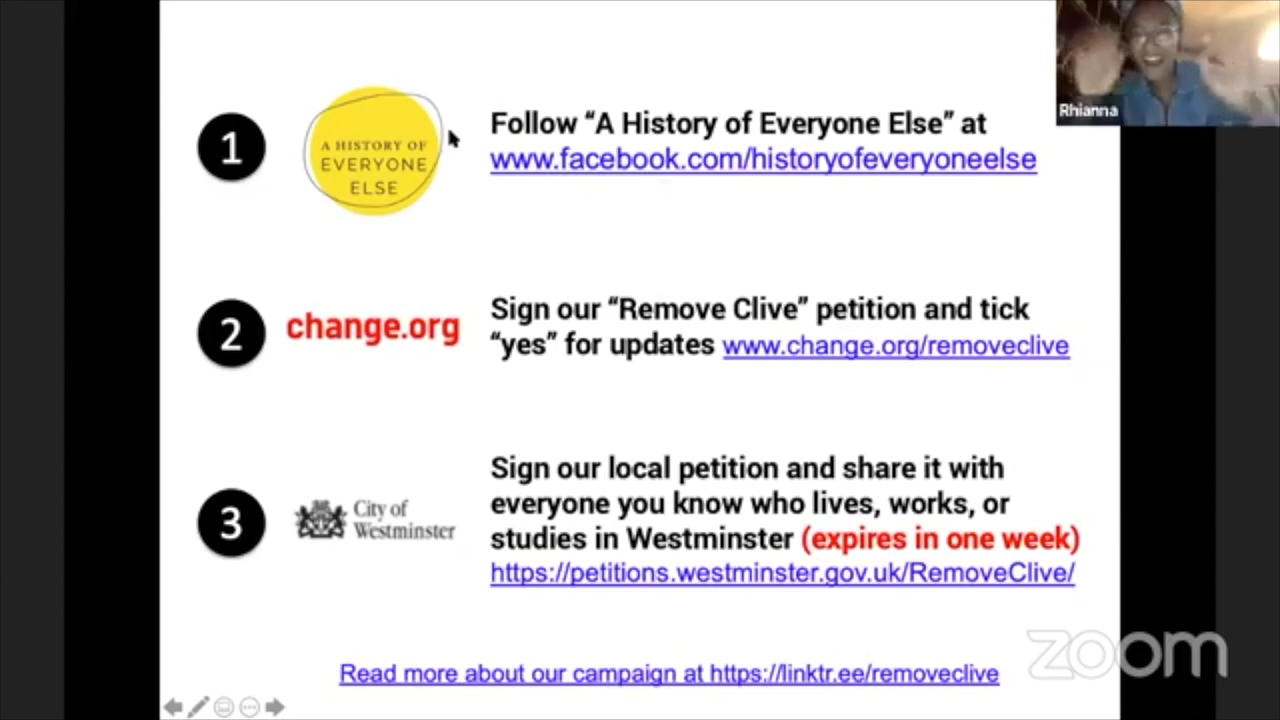 Rhianna
1
A HISTORY OF
EVERYONE
ELSE
Follow “A History of Everyone Else” at
www.facebook.com/historyofeveryoneelse
2
change.org
Sign our “Remove Clive” petition and tick
“yes” for updates www.change.org/removeclive
3
City of
Westminster
Sign our local petition and share it with
everyone you know who lives, works, or
studies in Westminster (expires in one week)
https://petitions.westminster.gov.uk/RemoveClive/
Read more about our campaign at https://linktr.ee/removeclive
zoom